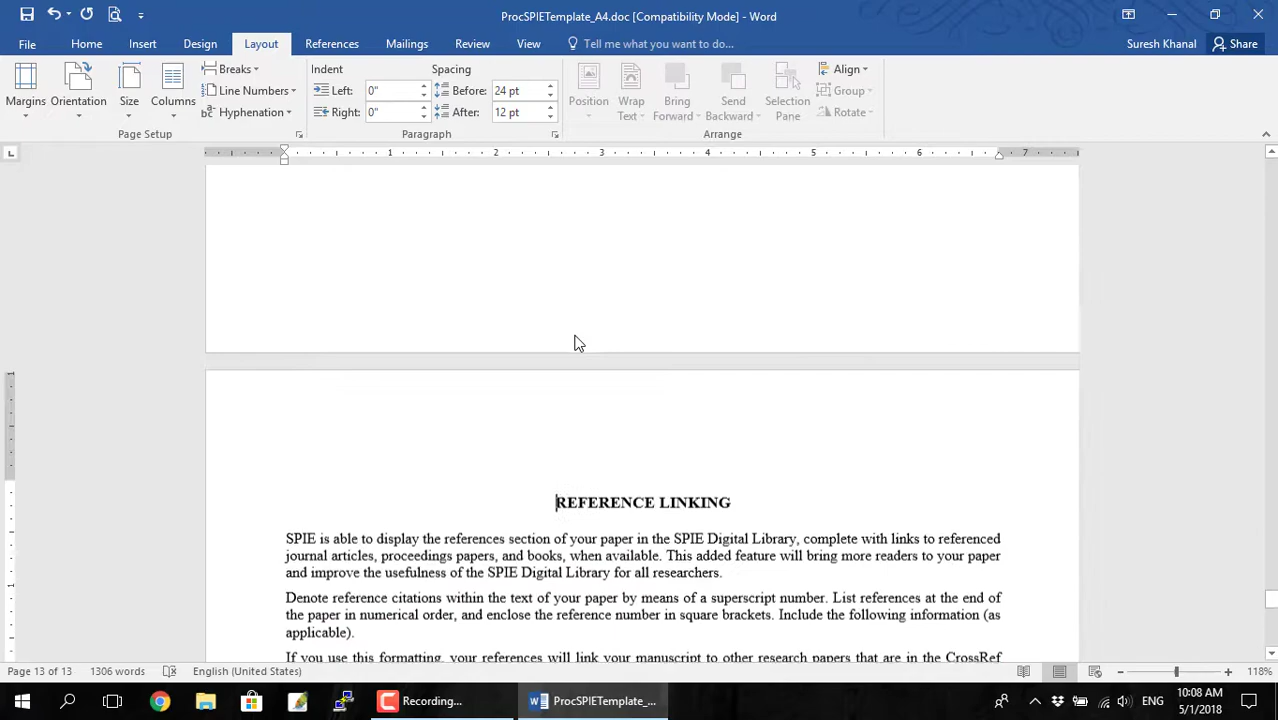 ProcSPIETemplate_A4.doc [Compatibility Mode] - Word
File Home Insert Design Layout References Mailings Review View Tell me what you want to do... Suresh Khanal Share
Margins Orientation Size Columns Breaks Line Numbers Hyphenation
Page Setup
Indent Spacing
Left: 0" Before: 24 pt
Right: 0" After: 12 pt
Paragraph
Position Wrap Text Bring Forward Send Backward Selection Pane Align Group Rotate
Arrange
1 2 3 4 5 6 7
REFERENCE LINKING
SPIE is able to display the references section of your paper in the SPIE Digital Library, complete with links to referenced
journal articles, proceedings papers, and books, when available. This added feature will bring more readers to your paper
and improve the usefulness of the SPIE Digital Library for all researchers.
Denote reference citations within the text of your paper by means of a superscript number. List references at the end of
the paper in numerical order, and enclose the reference number in square brackets. Include the following information (as
applicable).
If you use this formatting, your references will link your manuscript to other research papers that are in the CrossRef
Page 13 of 13 1306 words English (United States) 118%
Recording... ProcSPIETemplate_... ENG 10:08 AM
5/1/2018